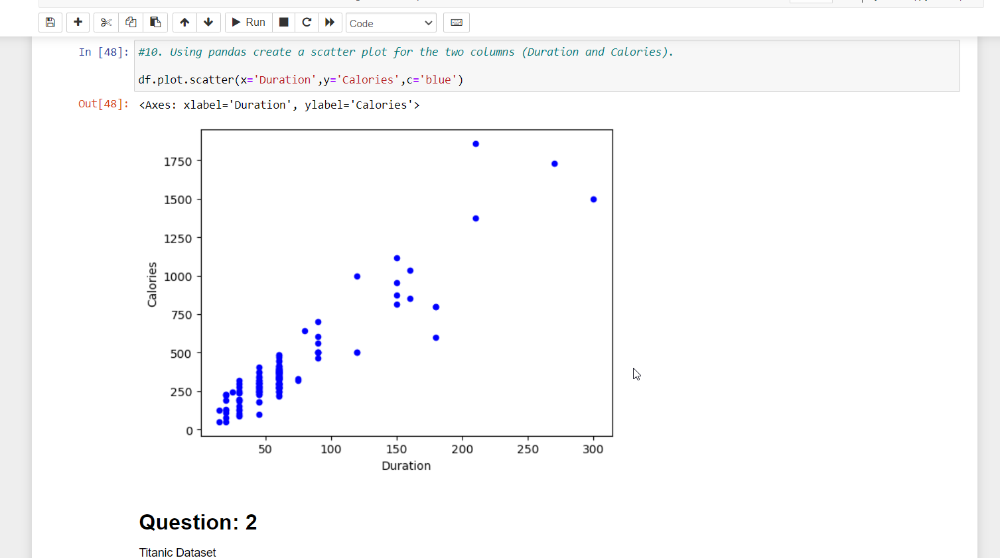 Run
Code
In [48]:
#10. Using pandas create a scatter plot for the two columns (Duration and Calories).
df.plot.scatter(x='Duration',y='Calories',c='blue')
Out[48]:
<Axes: xlabel='Duration', ylabel='Calories'>
1750
1500
1250
1000
750
500
250
0
Calories
50 100 150 200 250 300
Duration
Question: 2
Titanic Dataset